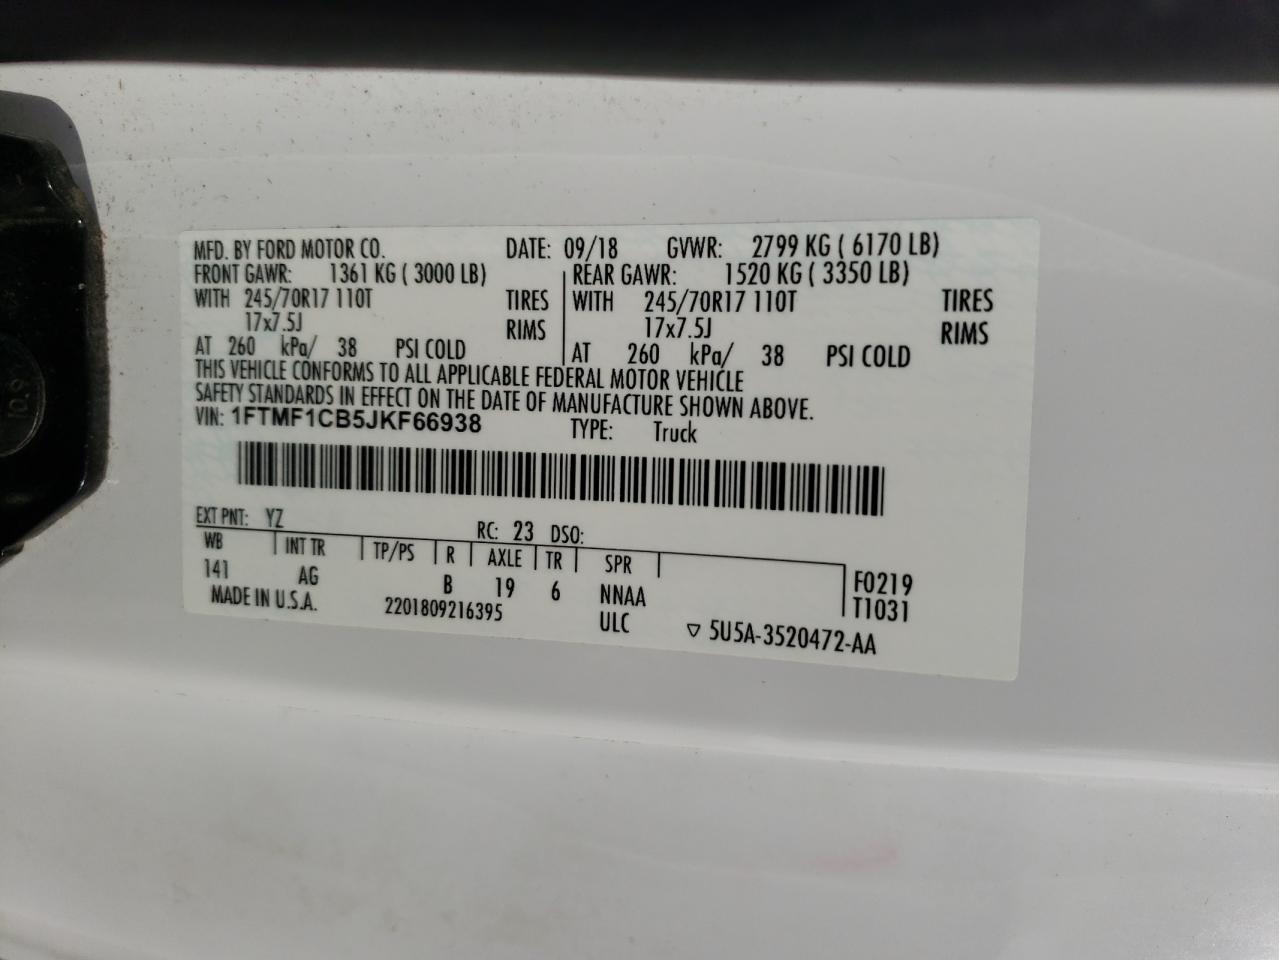 MFD. BY FORD MOTOR CO. DATE: 09/18 GVWR: 2799 KG ( 6170 LB)
FRONT GAWR: 1361 KG ( 3000 LB) REAR GAWR: 1520 KG ( 3350 LB)
WITH 245/70R17 110T TIRES WITH 245/70R17 110T TIRES
17x7.5J RIMS 17x7.5J RIMS
AT 260 kPa/ 38 PSI COLD AT 260 kPa/ 38 PSI COLD
THIS VEHICLE CONFORMS TO ALL APPLICABLE FEDERAL MOTOR VEHICLE
SAFETY STANDARDS IN EFFECT ON THE DATE OF MANUFACTURE SHOWN ABOVE.
VIN: 1FTMF1CB5JKF66938 TYPE: Truck
EXT PNT: YZ RC: 23 DSO:
WB INT TR TP/PS R AXLE TR SPR
141 AG B 19 6 NNAA F0219
MADE IN U.S.A. 2201809216395 ULC T1031
▽ 5U5A-3520472-AA
10.9